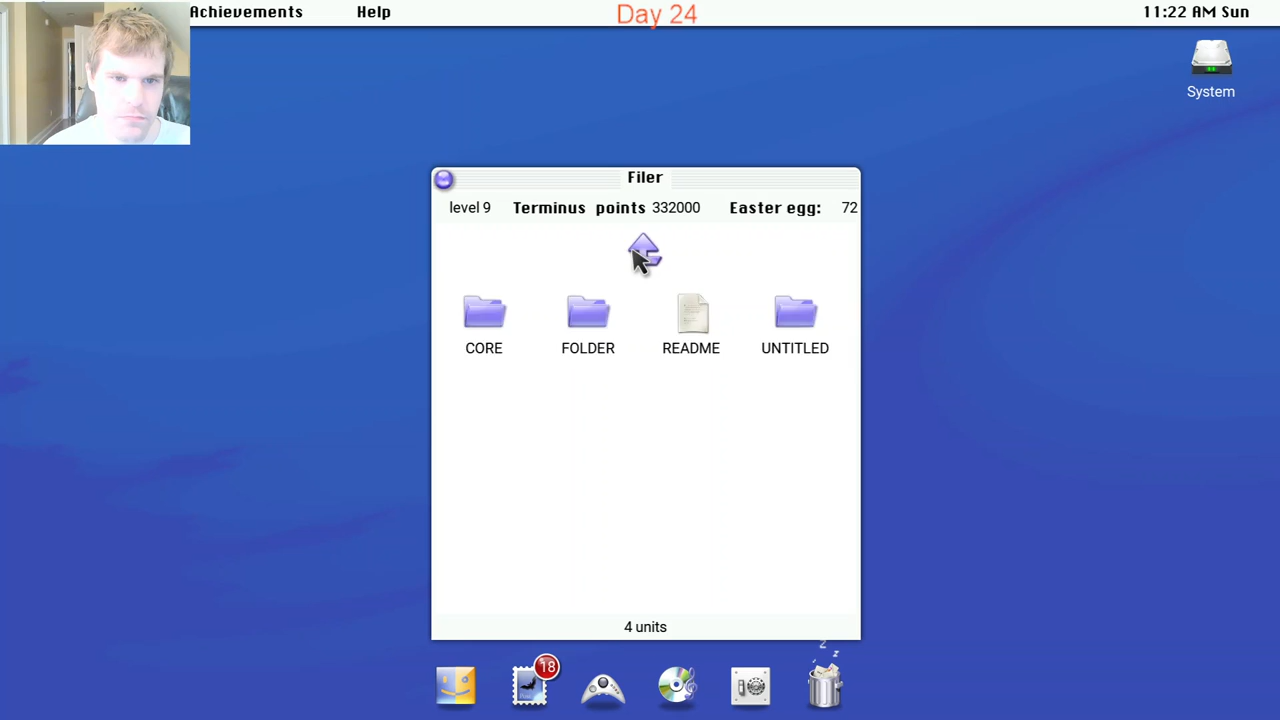 Achievements Help Day 24 11:22 AM Sun
System
Filer
level 9 Terminus points 332000 Easter egg: 72
CORE FOLDER README UNTITLED
4 units
z
z z
18